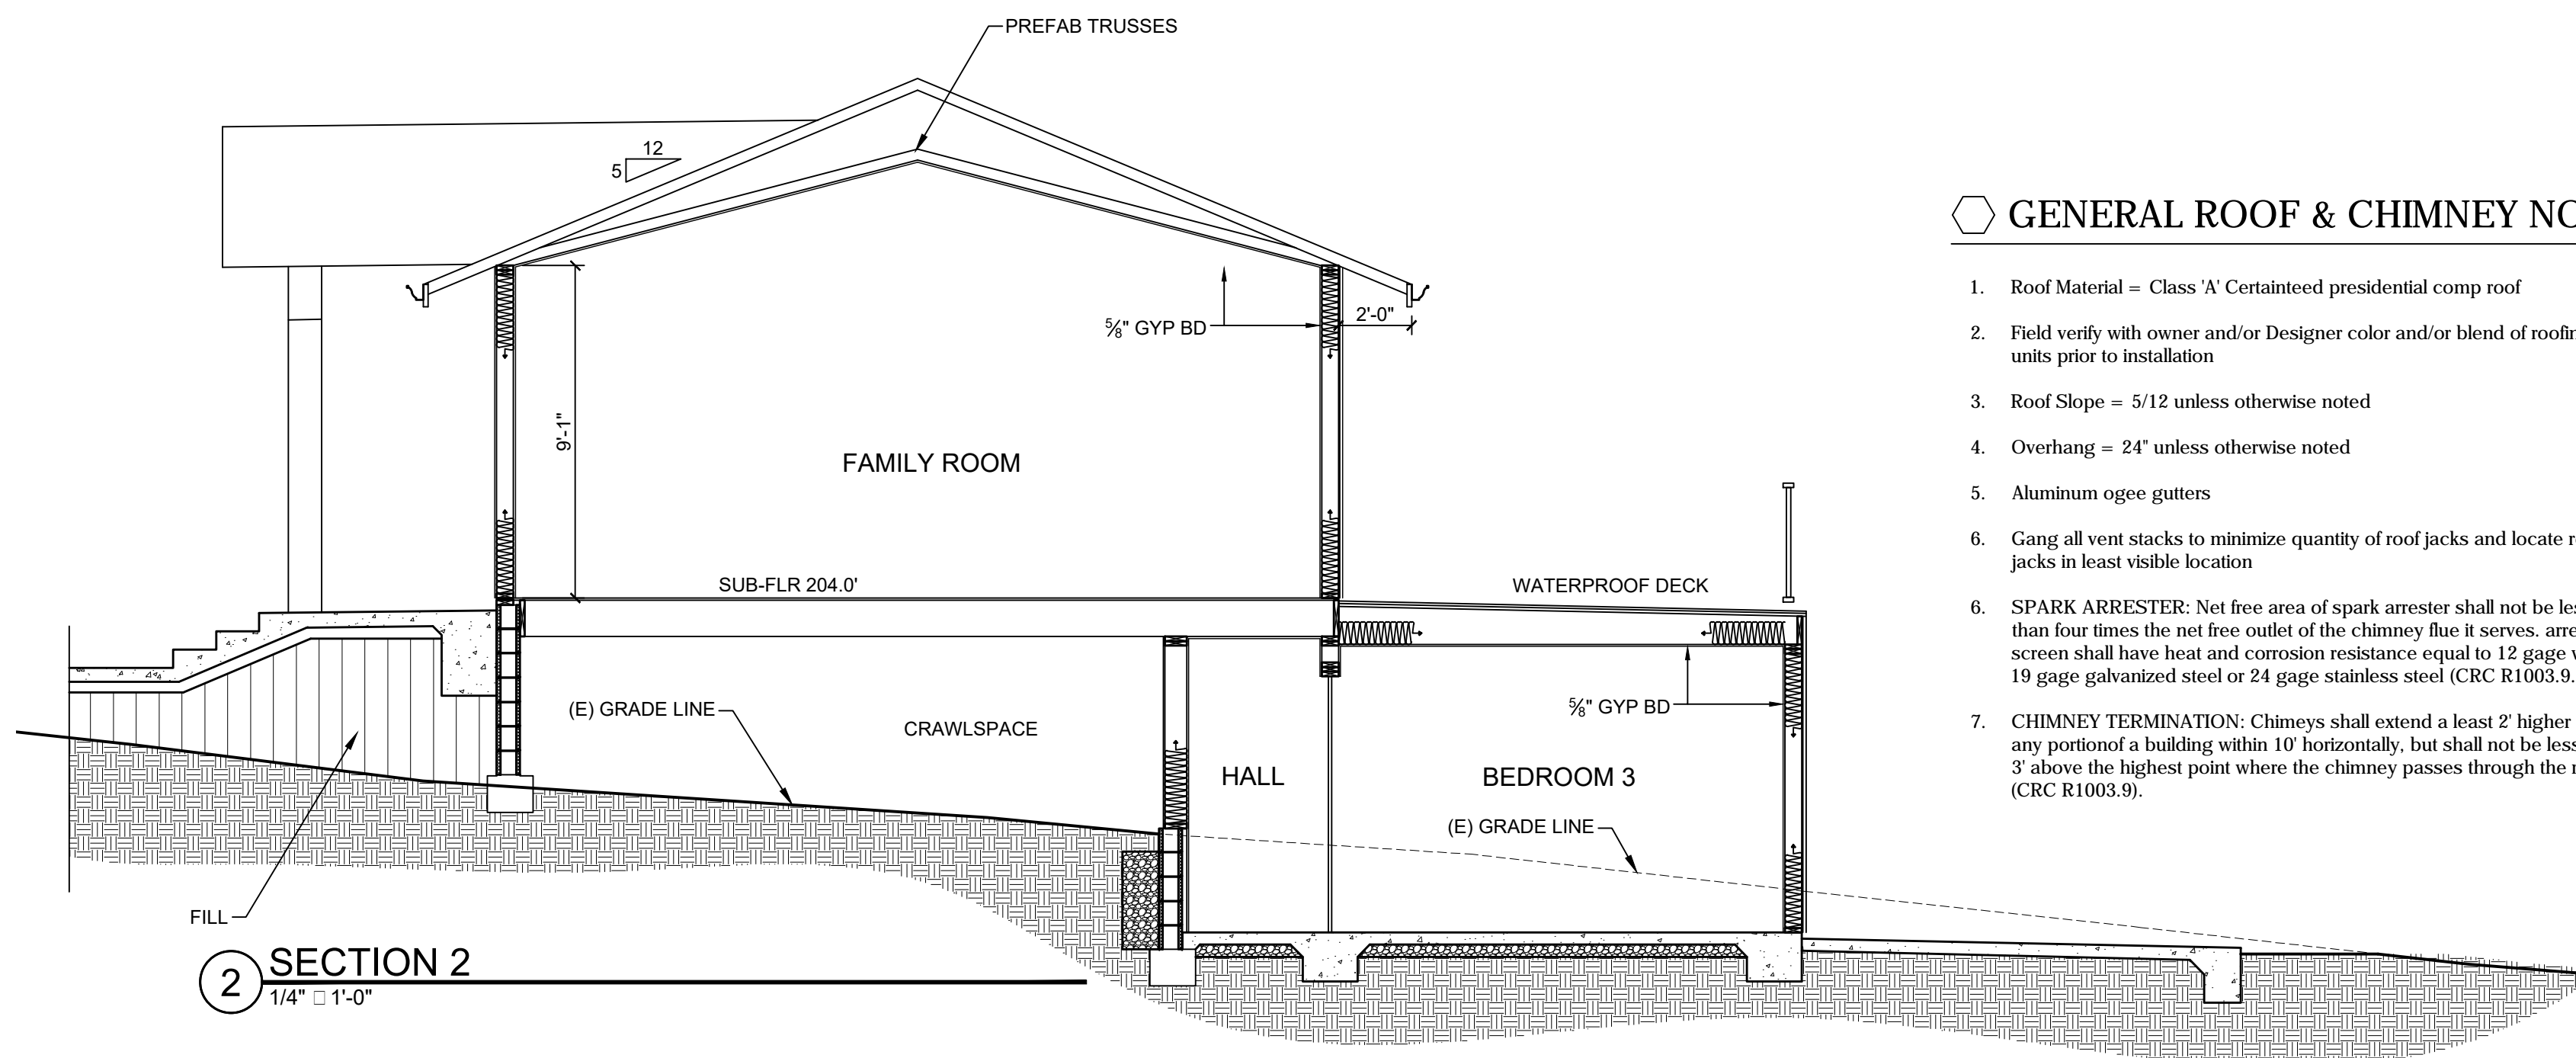 PREFAB TRUSSES
12
5
9'-1"
5⁄8" GYP BD
2'-0"
FAMILY ROOM
SUB-FLR 204.0'
WATERPROOF DECK
(E) GRADE LINE
CRAWLSPACE
5⁄8" GYP BD
HALL
BEDROOM 3
(E) GRADE LINE
FILL
2
SECTION 2
1/4" □ 1'-0"
GENERAL ROOF & CHIMNEY
1. Roof Material = Class 'A' Certainteed presidential comp roof
2. Field verify with owner and/or Designer color and/or blend of
units prior to installation
3. Roof Slope = 5/12 unless otherwise noted
4. Overhang = 24" unless otherwise noted
5. Aluminum ogee gutters
6. Gang all vent stacks to minimize quantity of roof jacks and locate
jacks in least visible location
6. SPARK ARRESTER: Net free area of spark arrester shall not be
than four times the net free outlet of the chimney flue it serves.
screen shall have heat and corrosion resistance equal to 12 gage
19 gage galvanized steel or 24 gage stainless steel (CRC R1003.9.
7. CHIMNEY TERMINATION: Chimeys shall extend a least 2' higher
any portionof a building within 10' horizontally, but shall not be
3' above the highest point where the chimney passes through the
(CRC R1003.9).